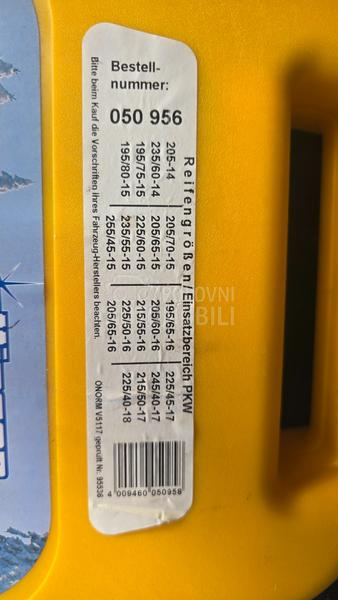 Bestell-
nummer:
050 956
Reifengrößen/Einsatzbereich PKW
205-14 205/70-15 195/65-16 225/45-17
235/60-14 205/65-15 205/60-16 245/40-17
195/75-15 225/60-15 215/55-16 215/50-17
195/80-15 235/55-15 225/50-16 225/40-18
255/45-15 205/65-16
Bitte beim Kauf die Vorschriften Ihres Fahrzeug-Herstellers beachten.
ÖNORM V5117 geprüft Nr. 95536
4 009460 050958